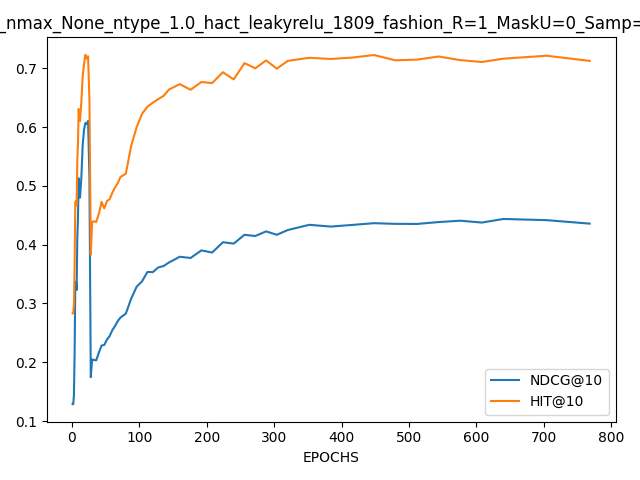 _nmax_None_ntype_1.0_hact_leakyrelu_1809_fashion_R=1_MaskU=0_Samp=
0.7
0.6
0.5
0.4
0.3
0.2
0.1
0 100 200 300 400 500 600 700 800
EPOCHS
NDCG@10
HIT@10